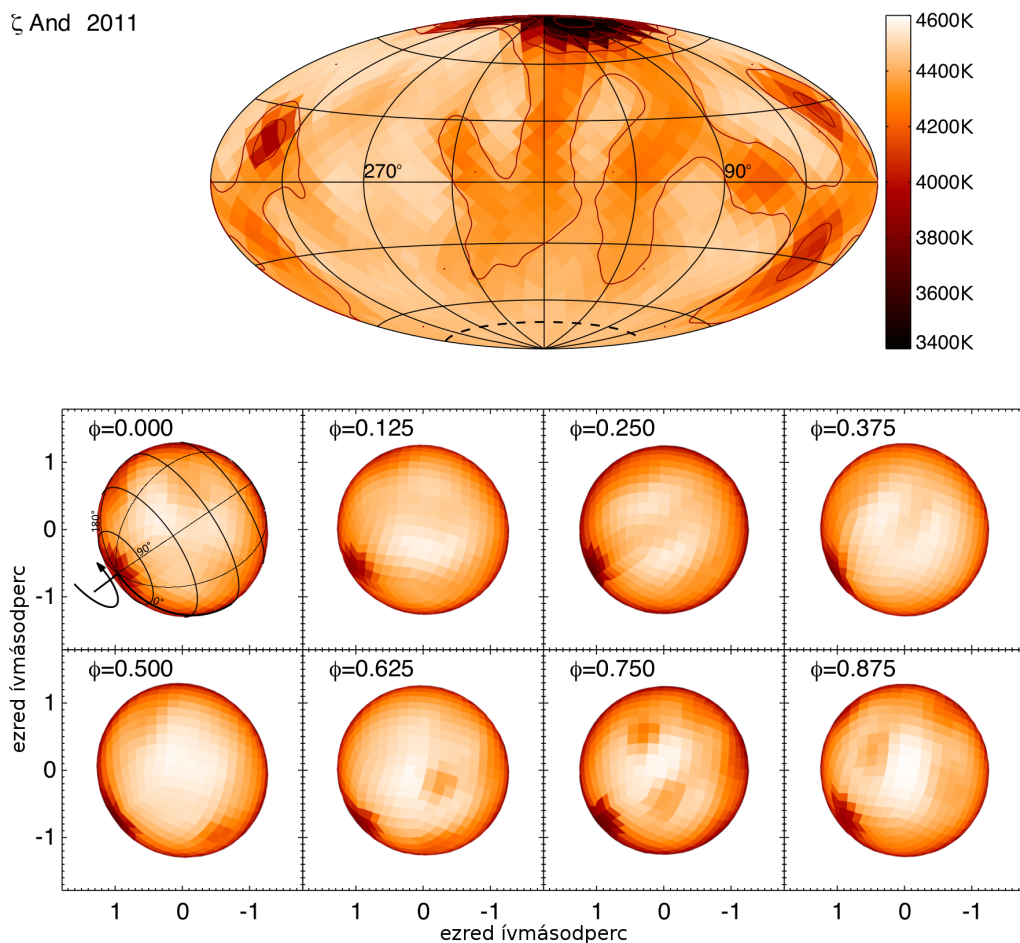 ζ And 2011
4600K
4400K
4200K
4000K
3800K
3600K
3400K
270°
90°
ϕ=0.000
ϕ=0.125
ϕ=0.250
ϕ=0.375
180°
90°
0°
1
0
-1
ϕ=0.500
ϕ=0.625
ϕ=0.750
ϕ=0.875
1
0
-1
ezred ívmásodperc
1 0 -1 1 0 -1 1 0 -1 1 0 -1
ezred ívmásodperc